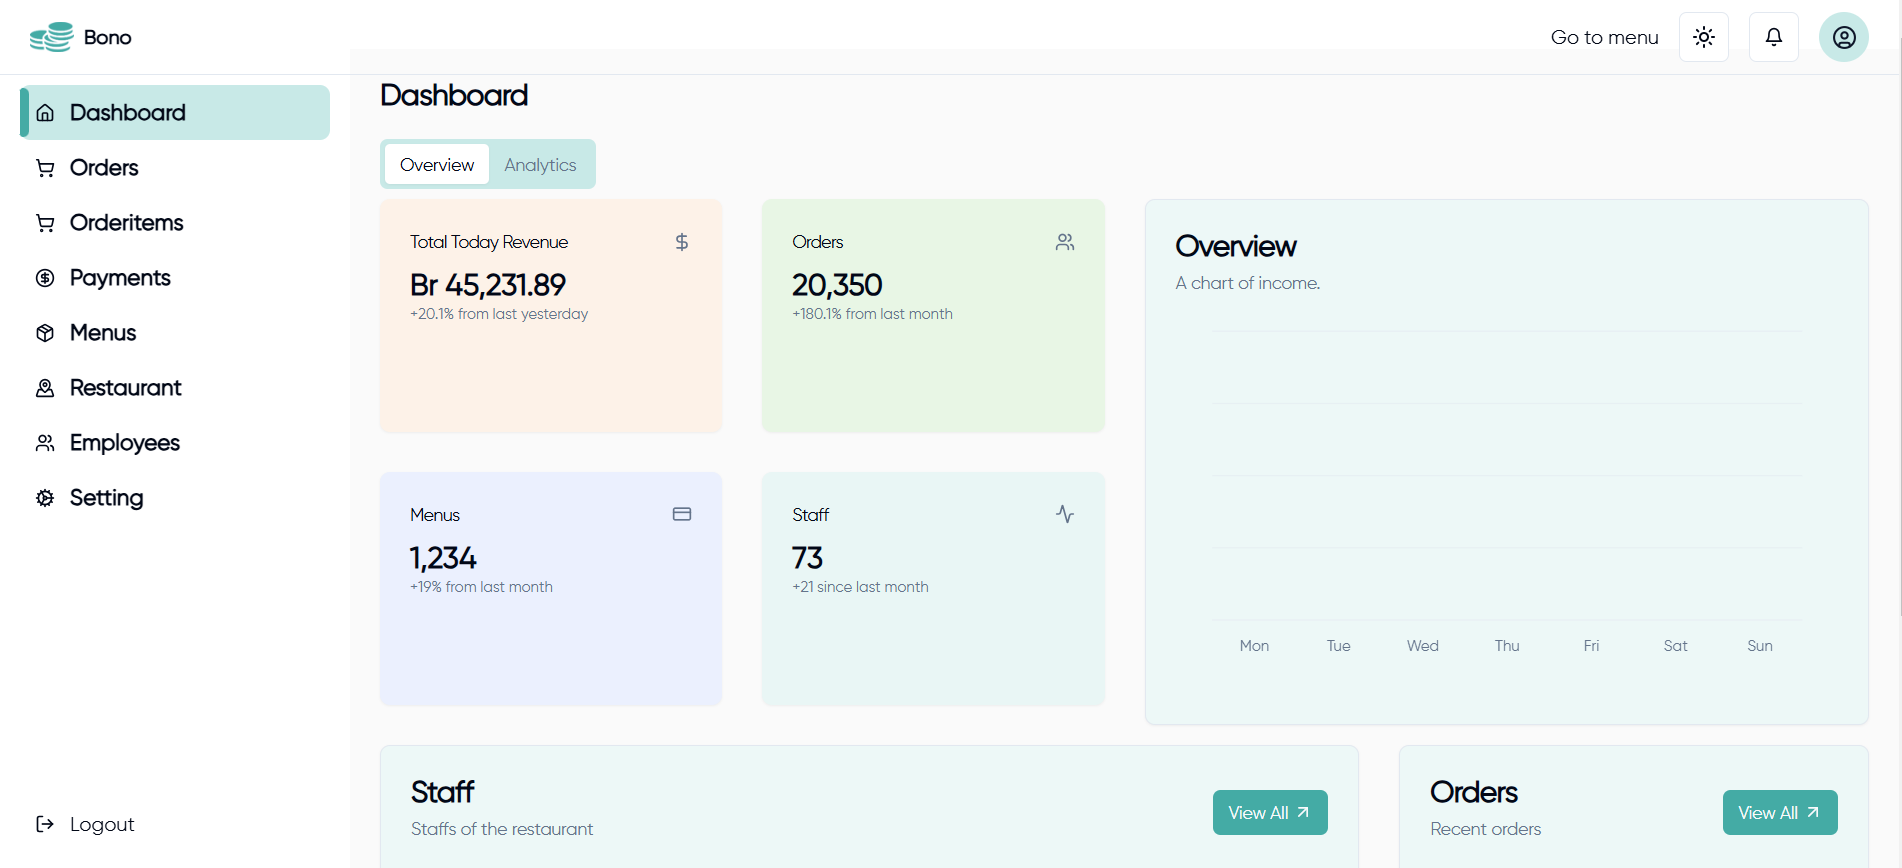 Bono
Go to menu
Dashboard
Orders
Orderitems
Payments
Menus
Restaurant
Employees
Setting
Logout
Dashboard
Overview
Analytics
Total Today Revenue
Br 45,231.89
+20.1% from last yesterday
Orders
20,350
+180.1% from last month
Menus
1,234
+19% from last month
Staff
73
+21 since last month
Overview
A chart of income.
Mon Tue Wed Thu Fri Sat Sun
Staff
Staffs of the restaurant
View All
Orders
Recent orders
View All